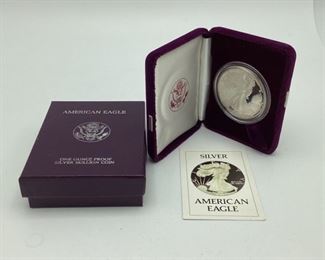 AMERICAN EAGLE
ONE OUNCE PROOF
SILVER BULLION COIN
SILVER
AMERICAN
EAGLE